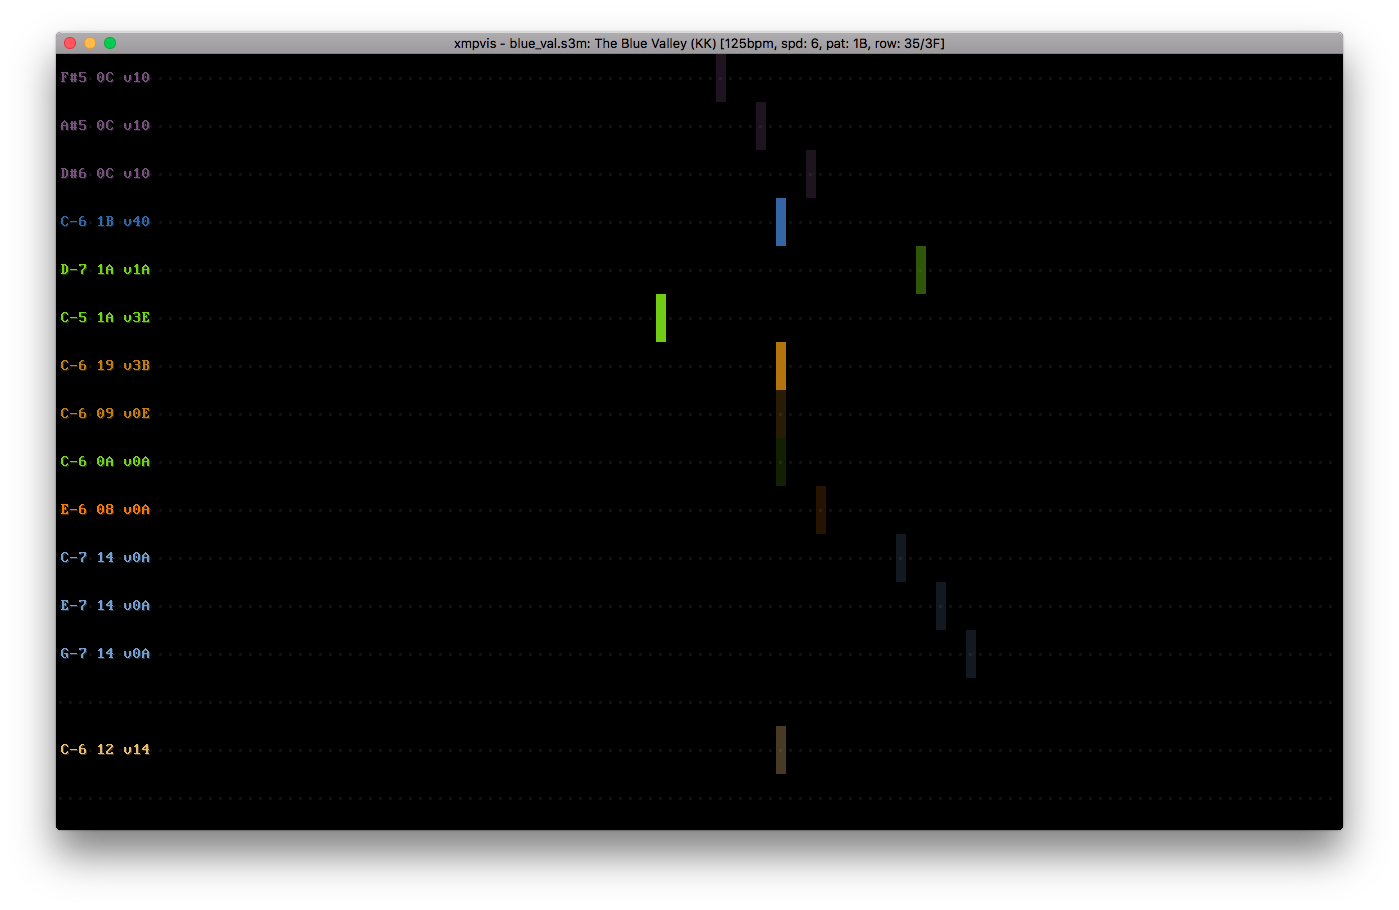 xmpvis - blue_val.s3m: The Blue Valley (KK) [125bpm, spd: 6, pat: 1B, row: 35/3F]
F#5 0C v10
A#5 0C v10
D#6 0C v10
C-6 1B v40
D-7 1A v1A
C-5 1A v3E
C-6 19 v3B
C-6 09 v0E
C-6 0A v0A
E-6 08 v0A
C-7 14 v0A
E-7 14 v0A
G-7 14 v0A
C-6 12 v14